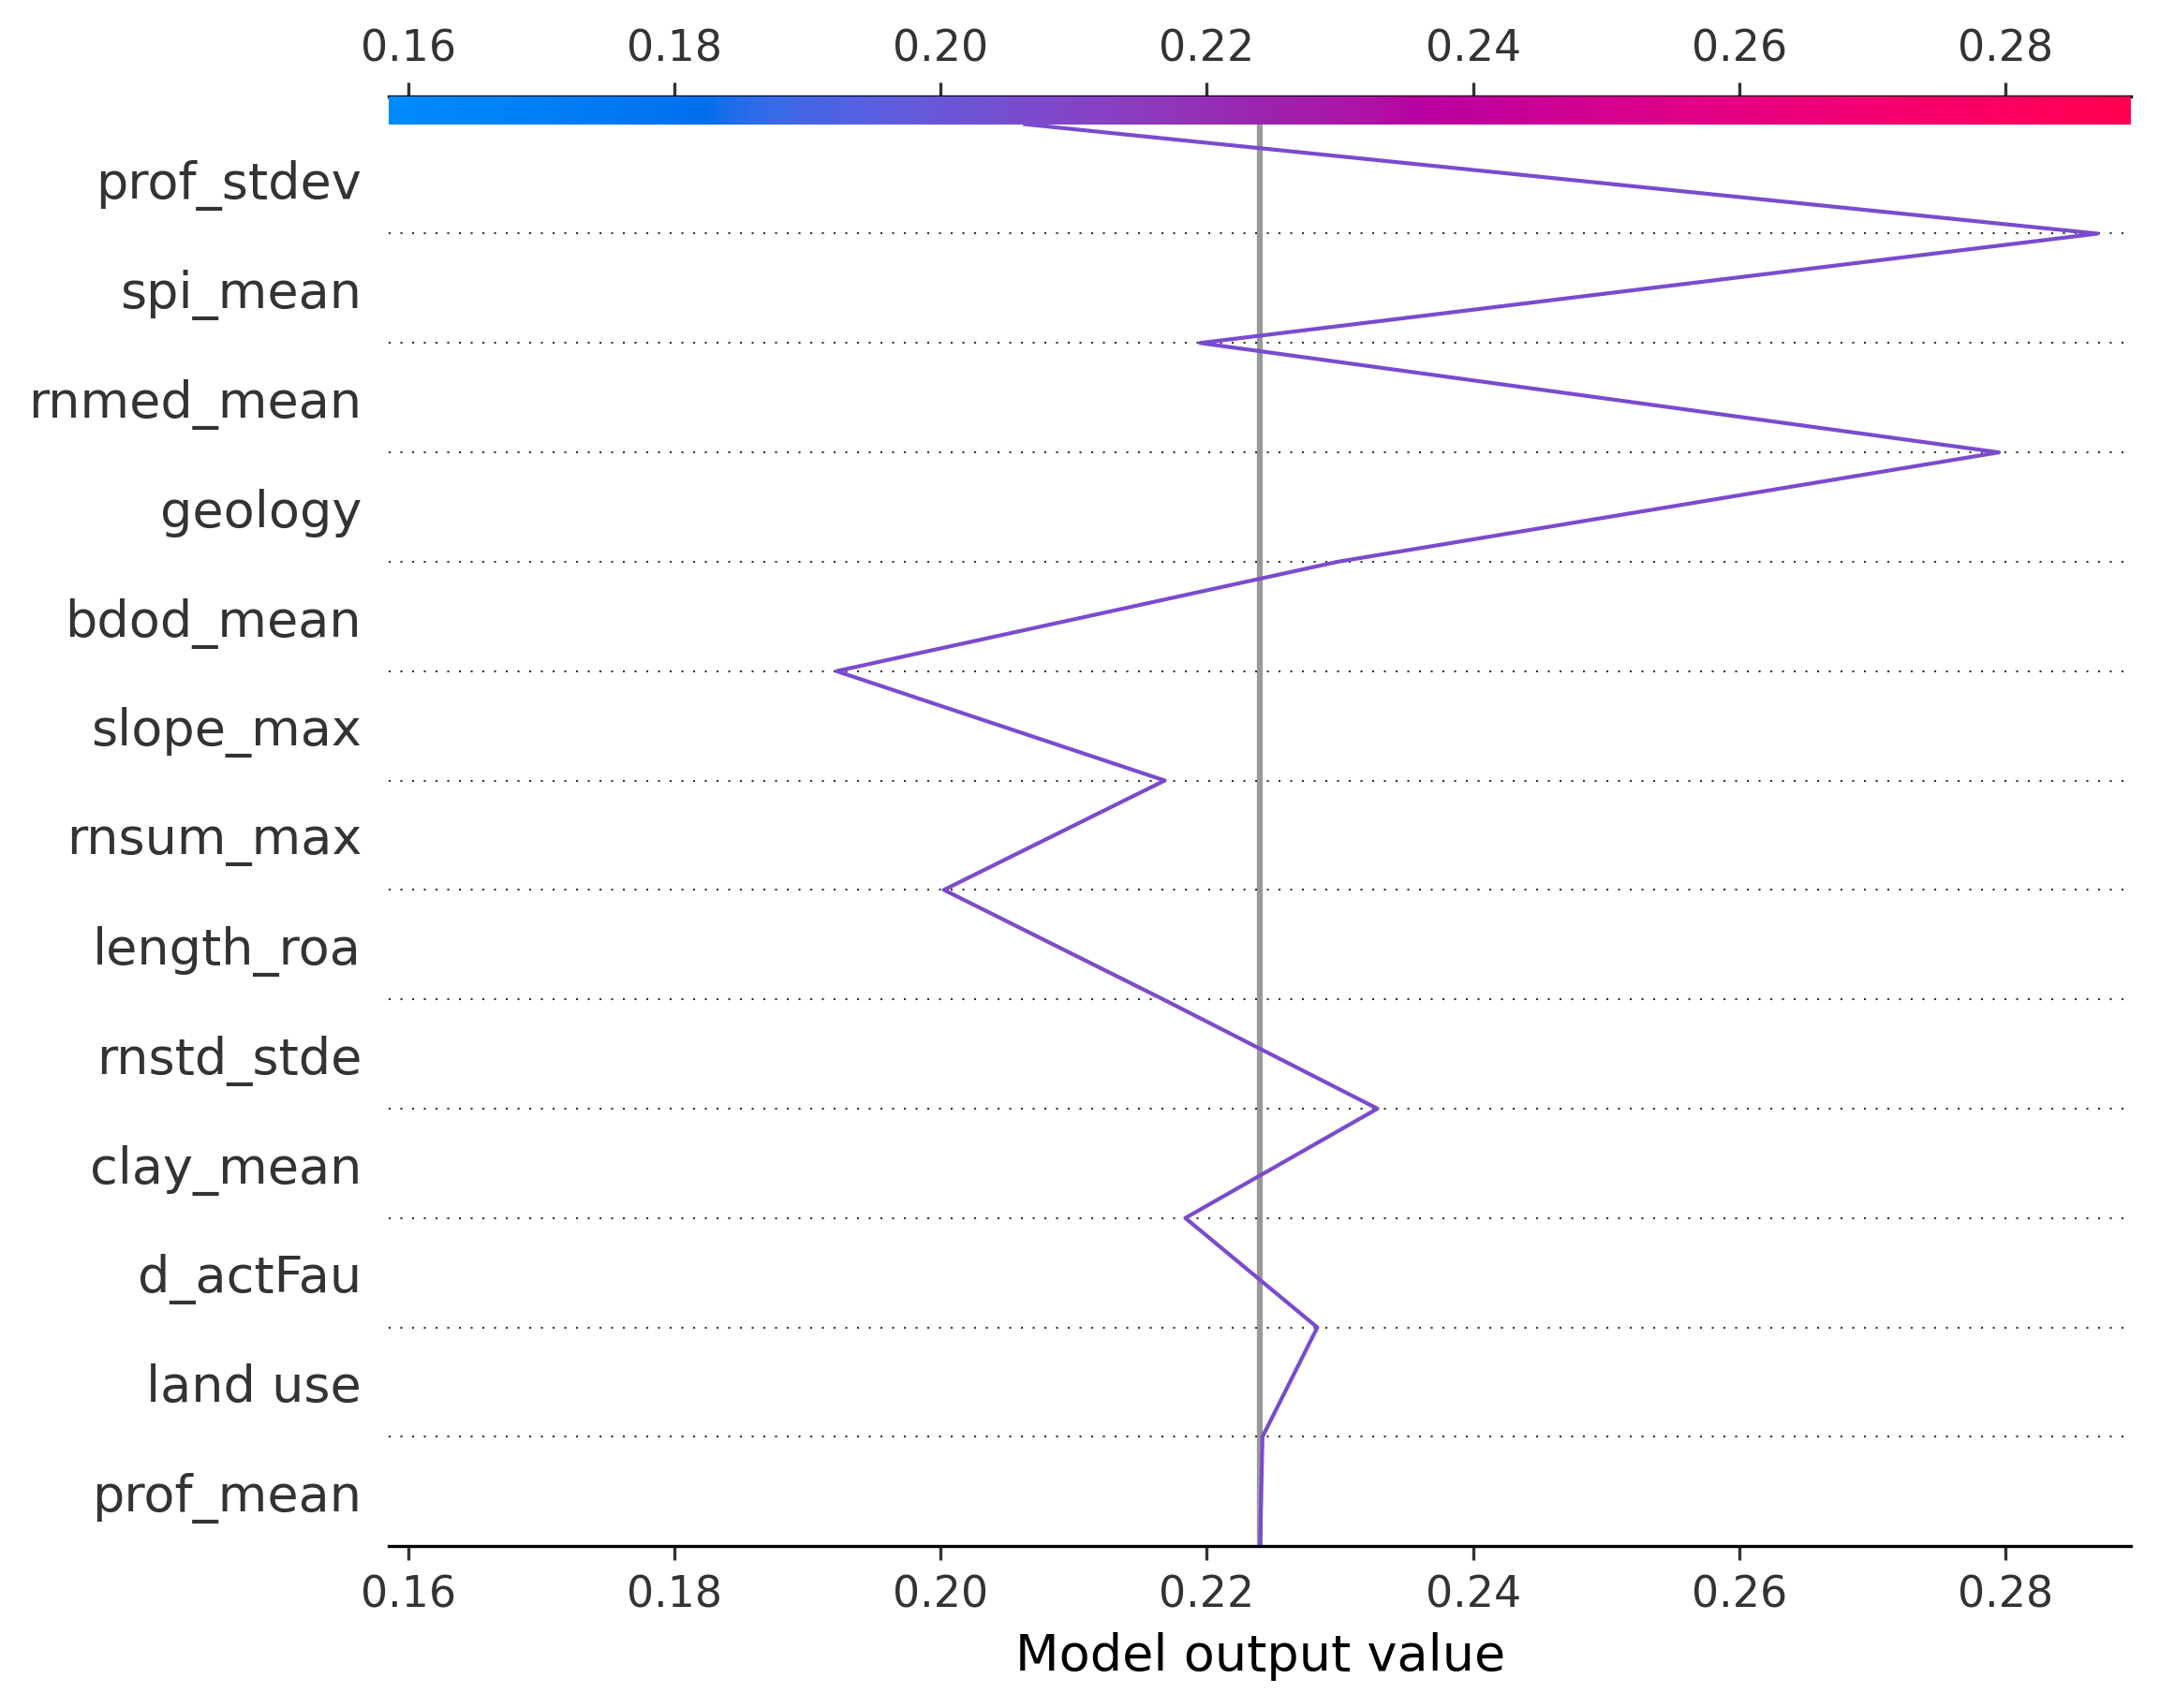 0.16 0.18 0.20 0.22 0.24 0.26 0.28
prof_stdev
spi_mean
rnmed_mean
geology
bdod_mean
slope_max
rnsum_max
length_roa
rnstd_stde
clay_mean
d_actFau
land use
prof_mean
0.16 0.18 0.20 0.22 0.24 0.26 0.28
Model output value